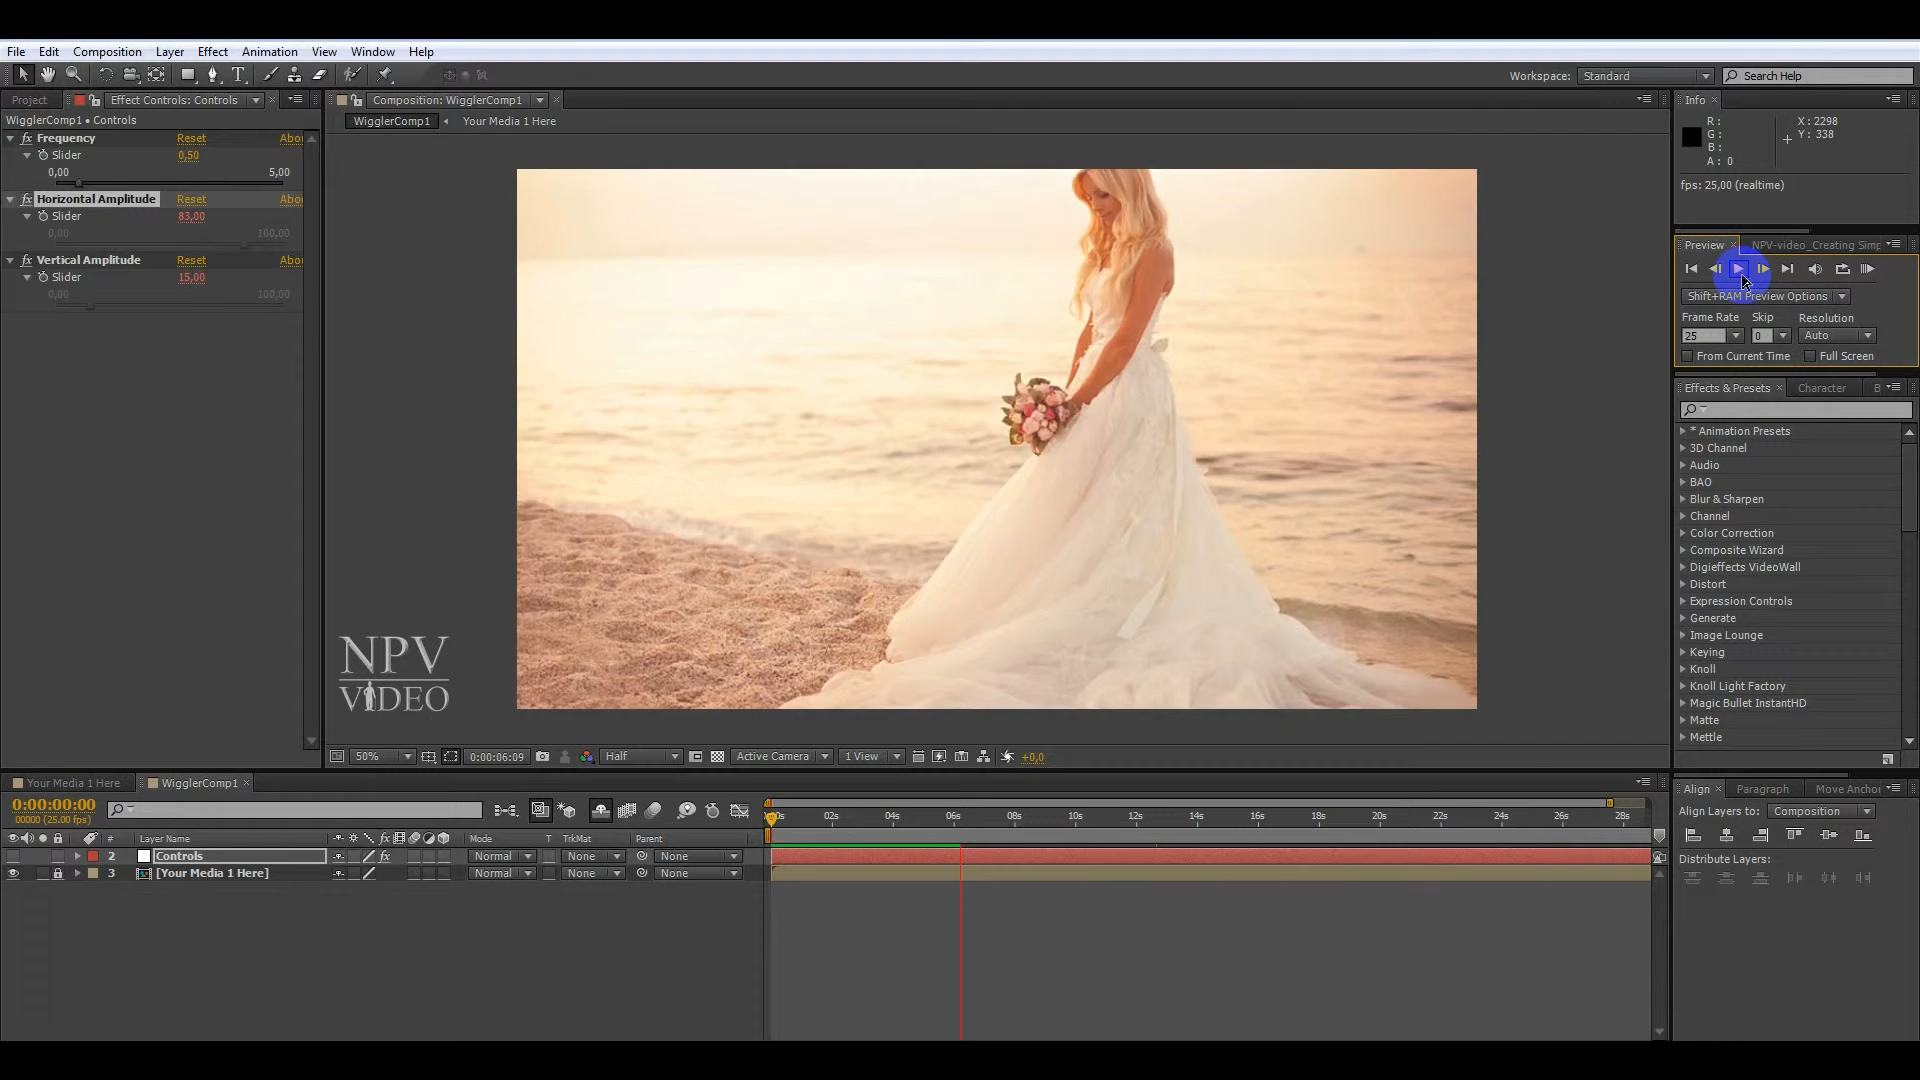 File Edit Composition Layer Effect Animation View Window Help
Workspace: Standard Search Help
Project Effect Controls: Controls
WigglerComp1 • Controls
fx Frequency Reset Abou
Slider 0,50
0,00 5,00
fx Horizontal Amplitude Reset Abou
Slider 83,00
0,00 100,00
fx Vertical Amplitude Reset Abou
Slider 15,00
0,00 100,00
Composition: WigglerComp1
WigglerComp1 Your Media 1 Here
NPV
VIDEO
50% 0:00:06:09 Half Active Camera 1 View +0,0
Info
R: X: 2298
G: Y: 338
B:
A: 0
fps: 25,00 (realtime)
Preview NPV-video_Creating Simp
Shift+RAM Preview Options
Frame Rate Skip Resolution
25 0 Auto
From Current Time Full Screen
Effects & Presets Character B
* Animation Presets
3D Channel
Audio
BAO
Blur & Sharpen
Channel
Color Correction
Composite Wizard
Digieffects VideoWall
Distort
Expression Controls
Generate
Image Lounge
Keying
Knoll
Knoll Light Factory
Magic Bullet InstantHD
Matte
Mettle
Your Media 1 Here WigglerComp1
0:00:00:00
00000 (25.00 fps)
# Layer Name fx Mode T TrkMat Parent
2 Controls fx Normal None None
3 [Your Media 1 Here] Normal None None
02s 04s 06s 08s 10s 12s 14s 16s 18s 20s 22s 24s 26s 28s
Align Paragraph Move Anchor
Align Layers to: Composition
Distribute Layers: